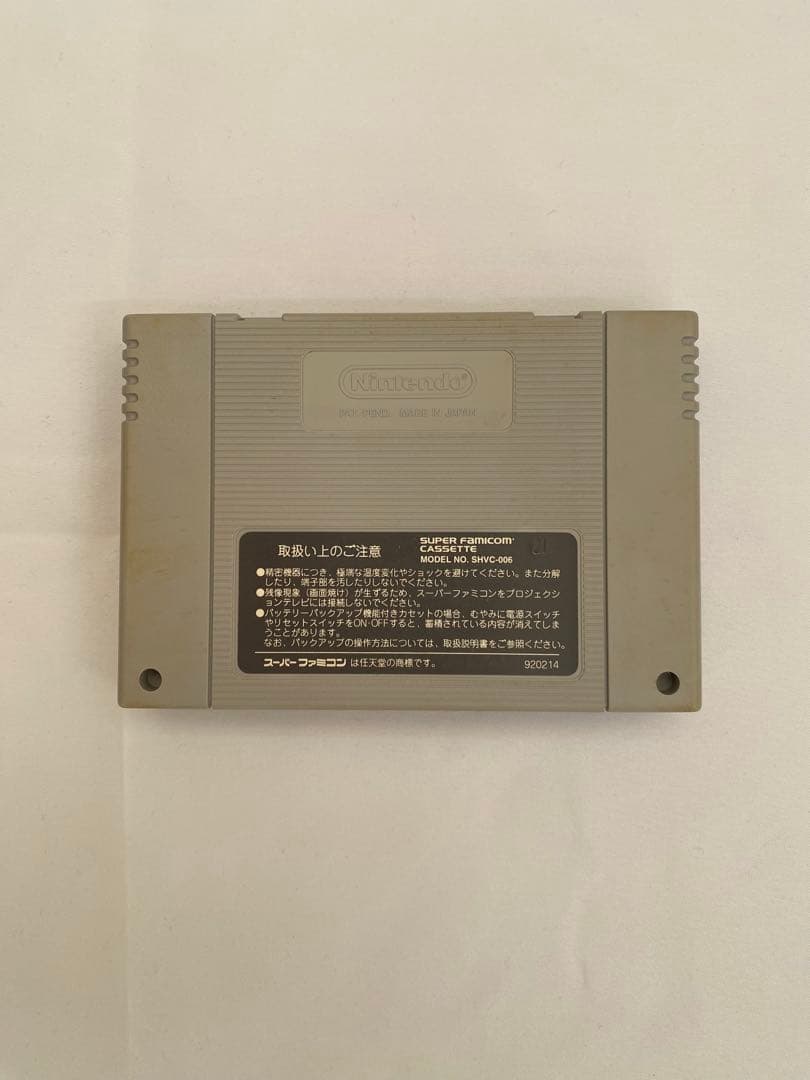 Nintendo®
PAT. PEND. MADE IN JAPAN
取扱い上のご注意
SUPER FAMICOM
CASSETTE
MODEL NO. SHVC-006
●精密機器につき、極端な温度変化やショックを避けてください。また分解
したり、端子部を汚したりしないでください。
●残像現象（画面焼け）が生ずるため、スーパーファミコンをプロジェクシ
ョンテレビには接続しないでください。
●バッテリーバックアップ機能付きカセットの場合、むやみに電源スイッチ
やリセットスイッチをON・OFFすると、蓄積されている内容が消えてしま
うことがあります。
なお、バックアップの操作方法については、取扱説明書をご参照ください。
スーパーファミコン は任天堂の商標です。
920214